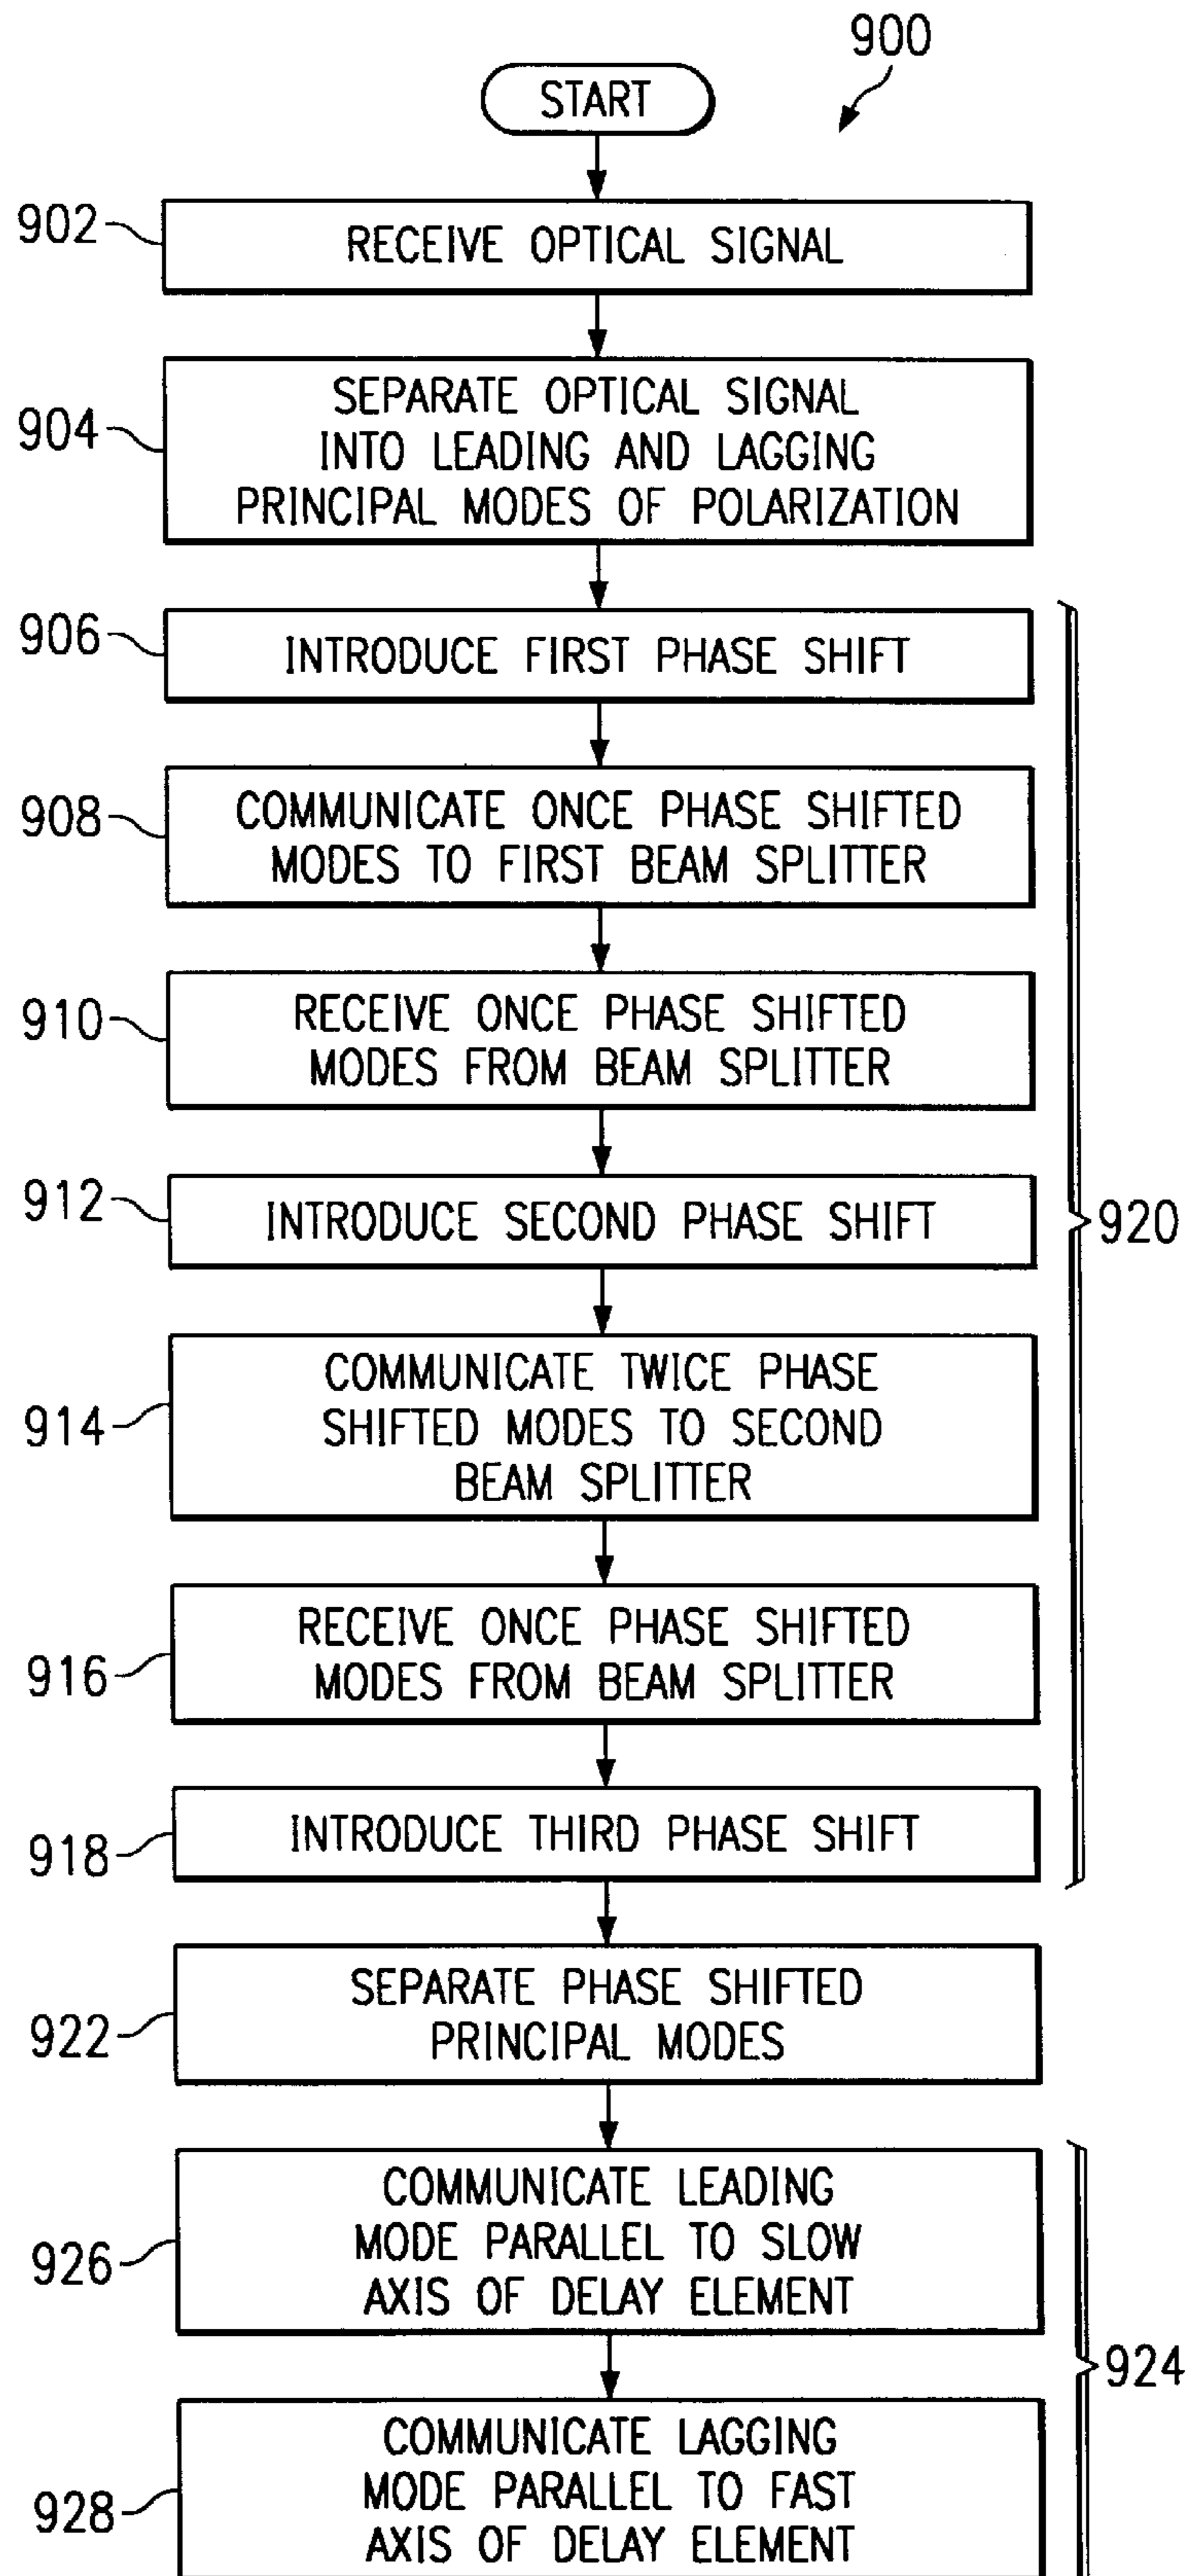 900
START
902
RECEIVE OPTICAL SIGNAL
904
SEPARATE OPTICAL SIGNAL
INTO LEADING AND LAGGING
PRINCIPAL MODES OF POLARIZATION
906
INTRODUCE FIRST PHASE SHIFT
908
COMMUNICATE ONCE PHASE SHIFTED
MODES TO FIRST BEAM SPLITTER
910
RECEIVE ONCE PHASE SHIFTED
MODES FROM BEAM SPLITTER
912
INTRODUCE SECOND PHASE SHIFT
920
914
COMMUNICATE TWICE PHASE
SHIFTED MODES TO SECOND
BEAM SPLITTER
916
RECEIVE ONCE PHASE SHIFTED
MODES FROM BEAM SPLITTER
918
INTRODUCE THIRD PHASE SHIFT
922
SEPARATE PHASE SHIFTED
PRINCIPAL MODES
926
COMMUNICATE LEADING
MODE PARALLEL TO SLOW
AXIS OF DELAY ELEMENT
924
928
COMMUNICATE LAGGING
MODE PARALLEL TO FAST
AXIS OF DELAY ELEMENT